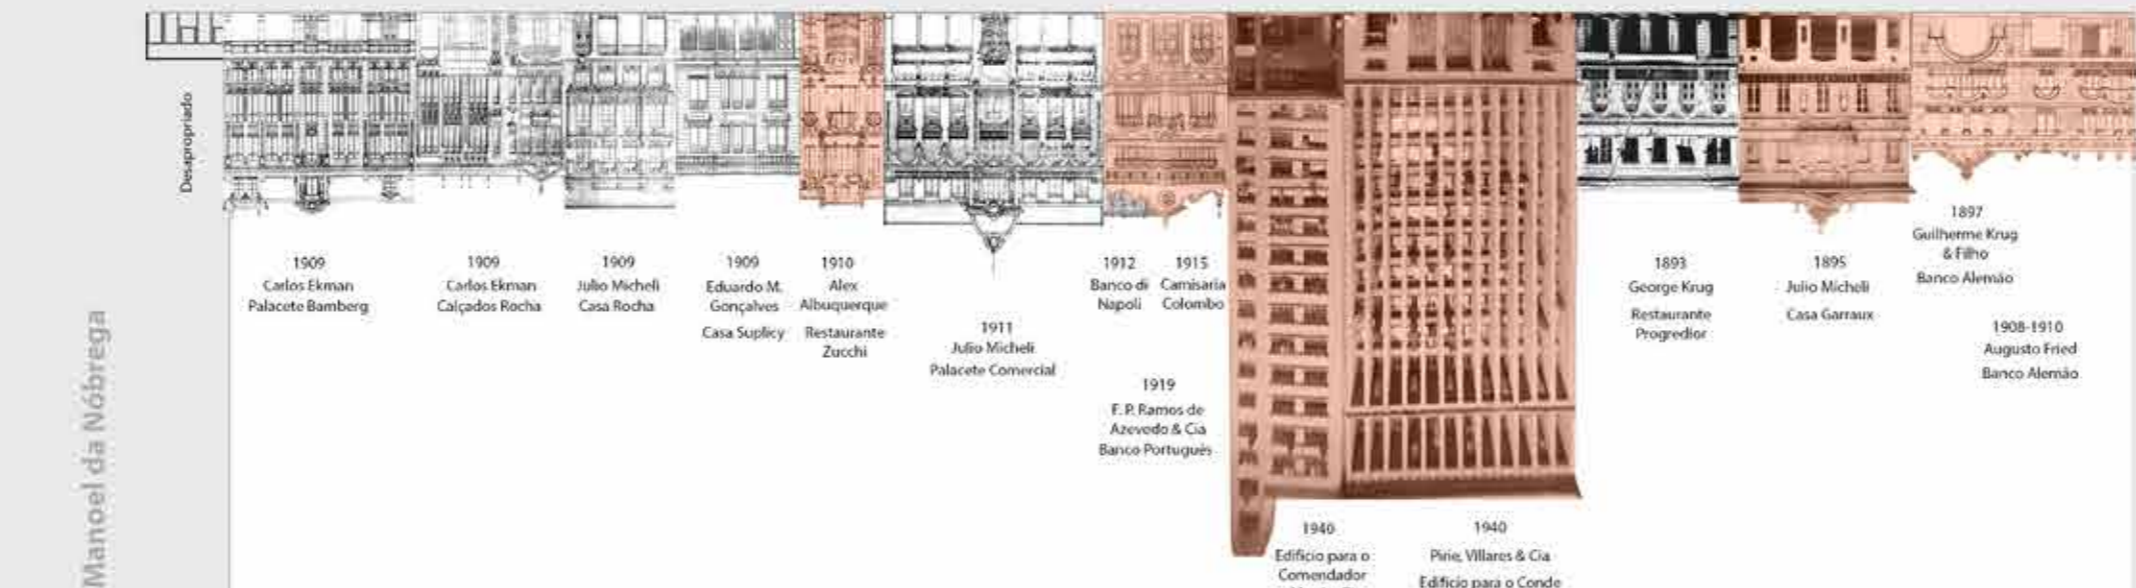 Desapropriado
Manoel da Nóbrega
1909
Carlos Ekman
Palacete Bamberg
1909
Carlos Ekman
Calçados Rocha
1909
Julio Micheli
Casa Rocha
1909
Eduardo M.
Gonçalves
Casa Suplicy
1910
Alex
Albuquerque
Restaurante
Zucchi
1911
Julio Micheli
Palacete Comercial
1912
Banco di
Napoli
1915
Camisaria
Colombo
1919
F. P. Ramos de
Azevedo & Cia
Banco Português
1940
Edifício para o
Comendador
1940
Pirie, Villares & Cia
Edifício para o Conde
1893
George Krug
Restaurante
Progredior
1895
Julio Micheli
Casa Garraux
1897
Guilherme Krug
& Filho
Banco Alemão
1908-1910
Augusto Fried
Banco Alemão